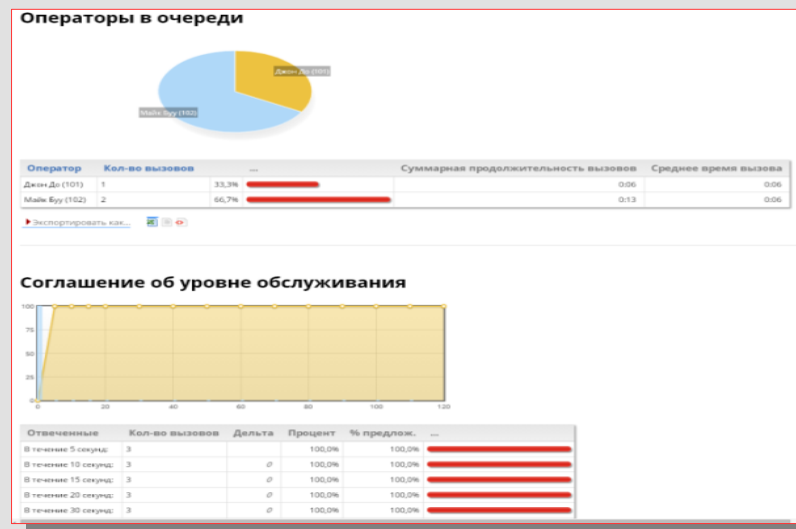 Операторы в очереди
Джон До (101)
Майк Буу (102)
Оператор Кол-во вызовов ... Суммарная продолжительность вызовов Среднее время вызова
Джон До (101) 1 33,3% 0:06 0:06
Майк Буу (102) 2 66,7% 0:13 0:06
Экспортировать как...
Соглашение об уровне обслуживания
100
75
50
25
0
0 20 40 60 80 100 120
Отвеченные Кол-во вызовов Дельта Процент % предлож. ...
В течение 5 секунд: 3 100,0% 100,0%
В течение 10 секунд: 3 0 100,0% 100,0%
В течение 15 секунд: 3 0 100,0% 100,0%
В течение 20 секунд: 3 0 100,0% 100,0%
В течение 30 секунд: 3 0 100,0% 100,0%